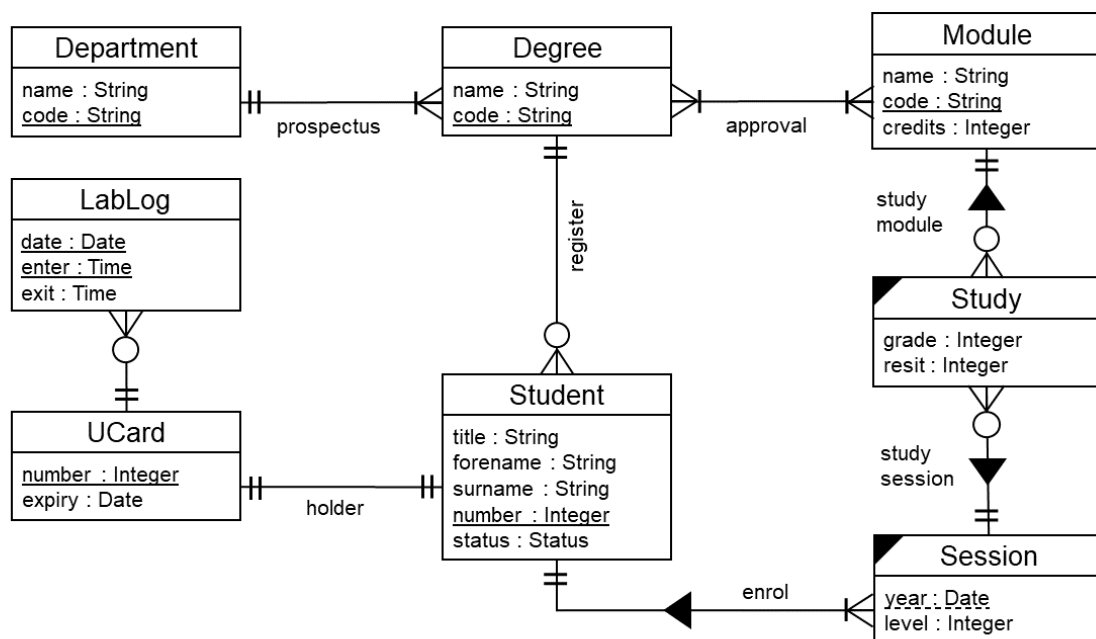 Department
name : String
code : String
prospectus
Degree
name : String
code : String
approval
Module
name : String
code : String
credits : Integer
LabLog
date : Date
enter : Time
exit : Time
register
study
module
Study
grade : Integer
resit : Integer
UCard
number : Integer
expiry : Date
holder
Student
title : String
forename : String
surname : String
number : Integer
status : Status
study
session
enrol
Session
year : Date
level : Integer